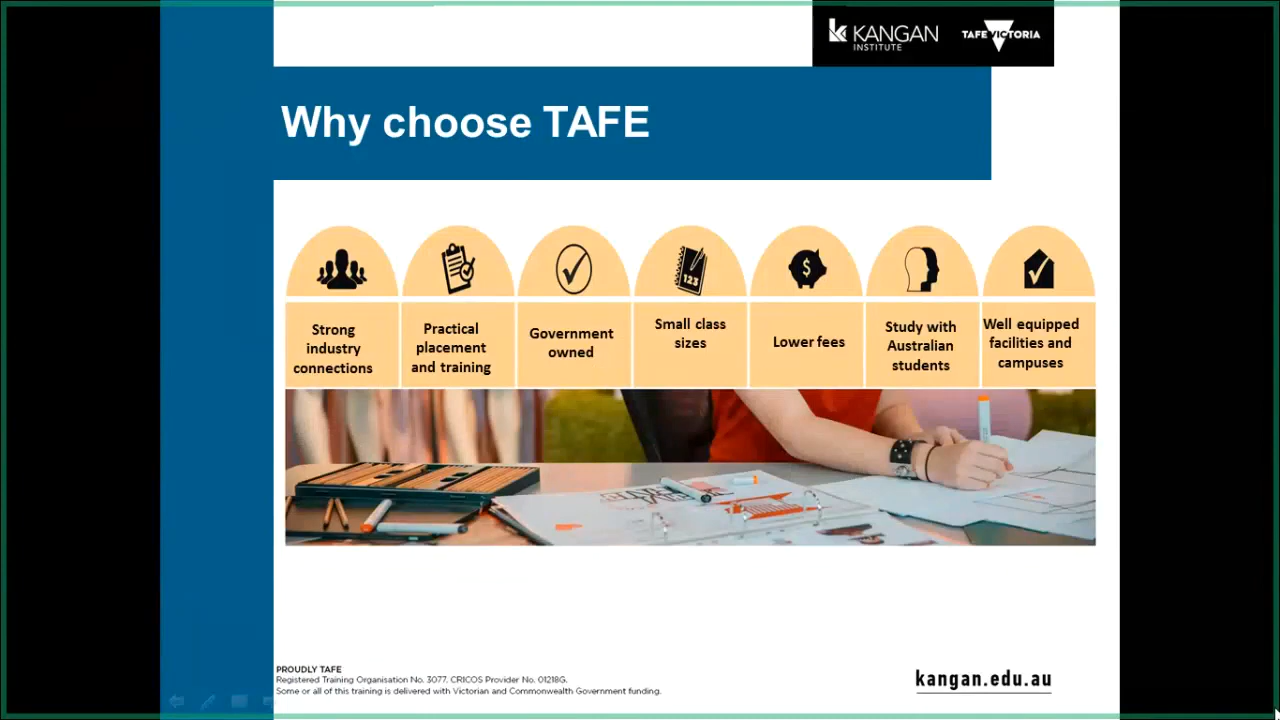 KANGAN
INSTITUTE
TAFE VICTORIA
Why choose TAFE
123
$
Strong
industry
connections
Practical
placement
and training
Government
owned
Small class
sizes
Lower fees
Study with
Australian
students
Well equipped
facilities and
campuses
PROUDLY TAFE
Registered Training Organisation No. 3077. CRICOS Provider No. 01218G.
Some or all of this training is delivered with Victorian and Commonwealth Government funding.
kangan.edu.au